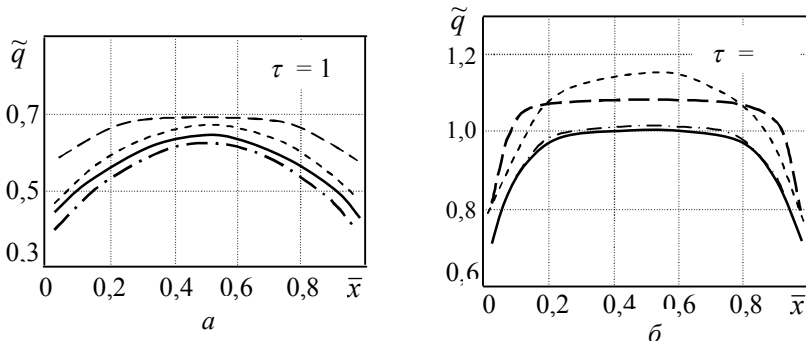 q̃
τ = 1
0,7
0,5
0.3
0 0,2 0,4 0,6 0,8 x̅
а
q̃
τ =
1,2
1,0
0,8
0,6
0 0,2 0,4 0,6 0,8 x̅
б